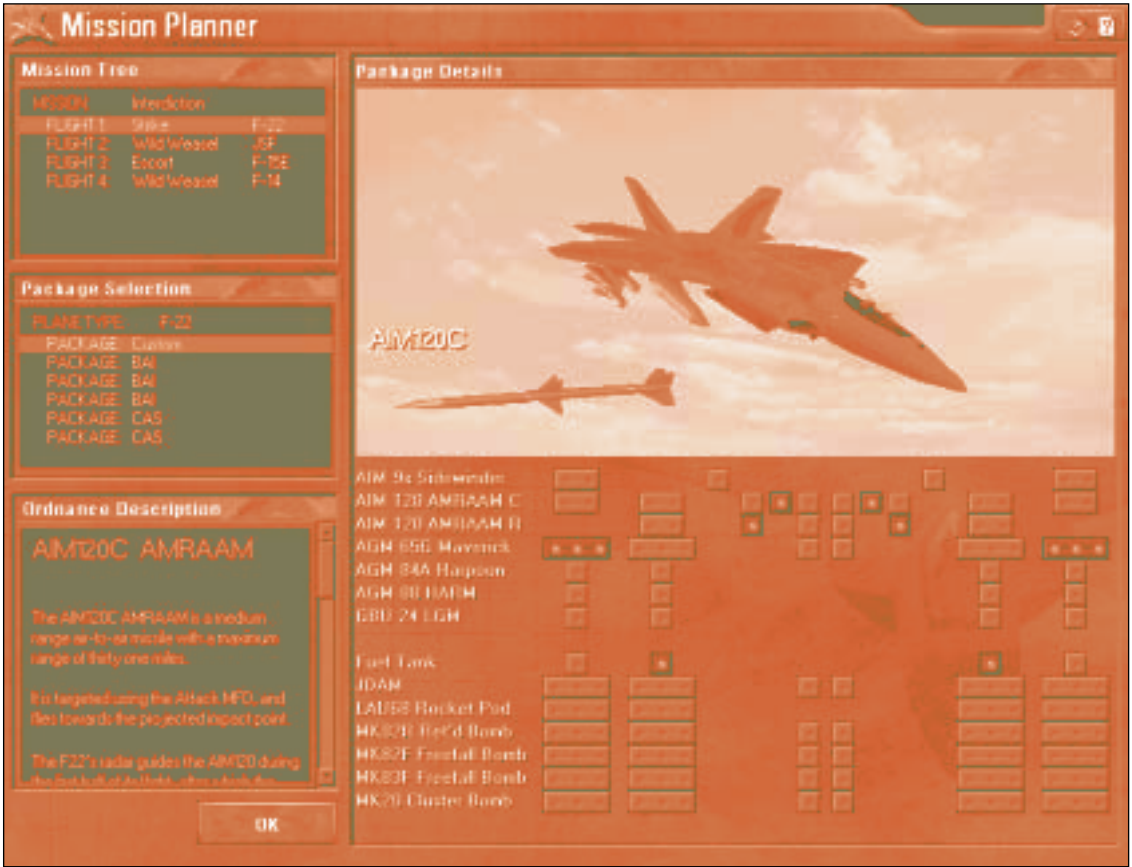 Mission Planner
Mission Tree
MISSION Interdiction
FLIGHT 1: Strike F-22
FLIGHT 2: Wild Weasel JSF
FLIGHT 3: Escort F-15E
FLIGHT 4: Wild Weasel F-14
Package Selection
PLANE TYPE: F-22
PACKAGE: Custom
PACKAGE: BAI
PACKAGE: BAI
PACKAGE: BAI
PACKAGE: CAS
PACKAGE: CAS
Ordnance Description
AIM120C AMRAAM
The AIM120C AMRAAM is a medium
range air-to-air missile with a maximum
range of thirty one miles.
It is targeted using the Attack MFD, and
flies towards the projected impact point
The F22's radar guides the AIM120 during
OK
Package Details
AIM120C
AIM 9x Sidewinder
AIM 120 AMRAAM C
AIM 120 AMRAAM R
AGM 65G Maverick
AGM 84A Harpoon
AGM 88 HARM
GBU 24 LGM
Fuel Tank
JDAM
LAU68 Rocket Pod
MK82R Ret'd Bomb
MK82F Freefall Bomb
MK83F Freefall Bomb
MK20 Cluster Bomb